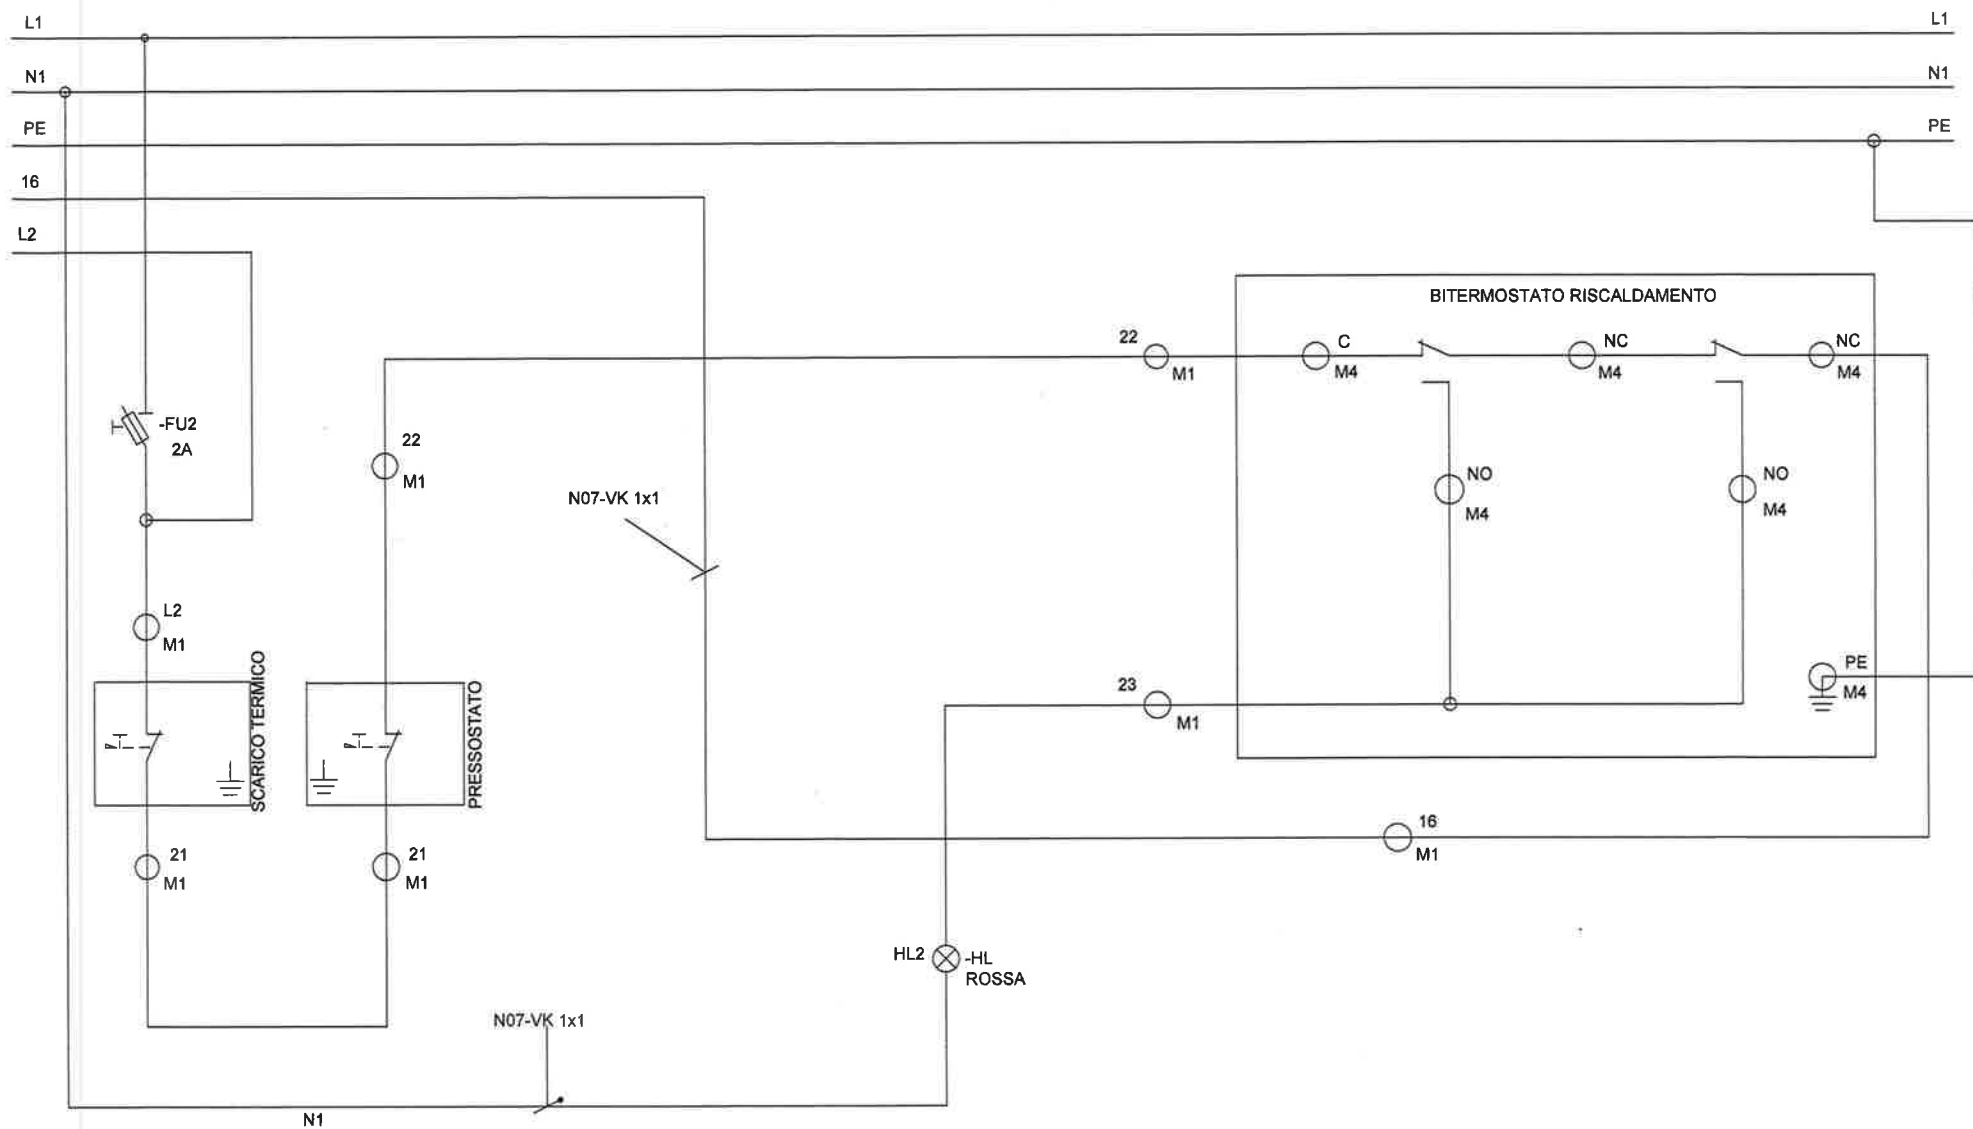 L1
L1
N1
N1
PE
PE
16
L2
BITERMOSTATO RISCALDAMENTO
22
M1
C
M4
NC
M4
NC
M4
-FU2
2A
22
M1
NO
M4
NO
M4
N07-VK 1x1
L2
M1
SCARICO TERMICO
PRESSOSTATO
23
M1
PE
M4
21
M1
21
M1
16
M1
HL2
-HL
ROSSA
N07-VK 1x1
N1